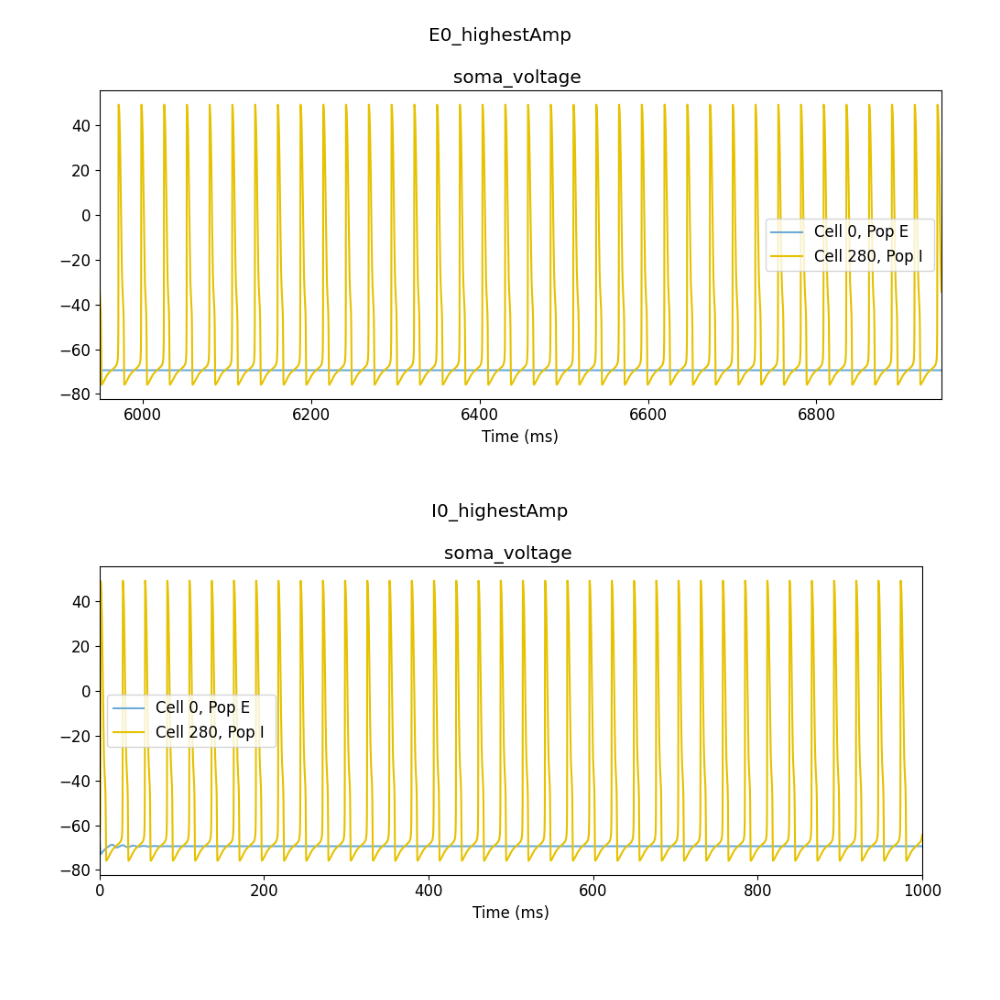 E0_highestAmp
soma_voltage
40
20
0
−20
−40
−60
−80
Cell 0, Pop E
Cell 280, Pop I
6000 6200 6400 6600 6800
Time (ms)
I0_highestAmp
soma_voltage
40
20
0
−20
−40
−60
−80
Cell 0, Pop E
Cell 280, Pop I
0 200 400 600 800 1000
Time (ms)